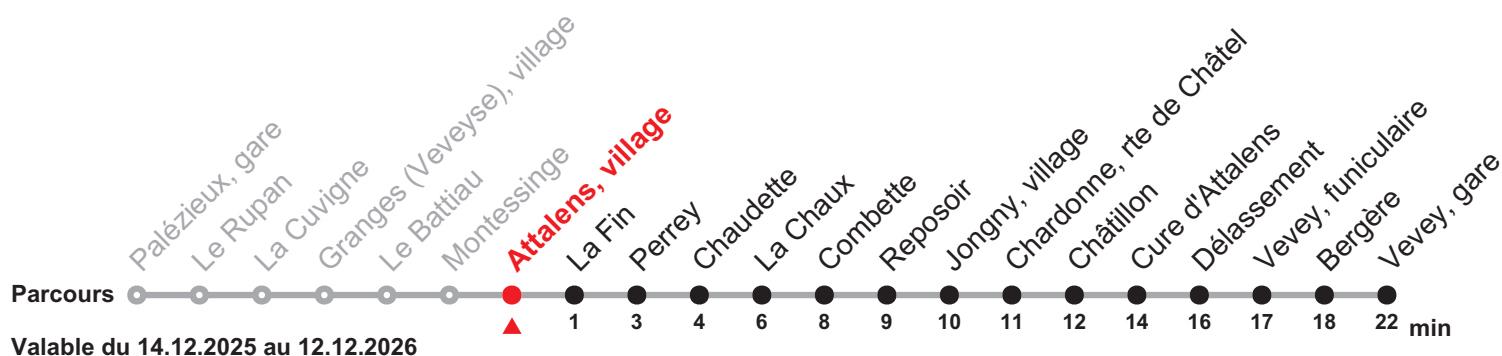 Palézieux, gare
Le Rupan
La Cuvigne
Granges (Veveyse), village
Le Battiau
Montessinge
Attalens, village
La Fin
Perrey
Chaudette
La Chaux
Combette
Reposoir
Jongny, village
Chardonne, rte de Châtel
Châtillon
Cure d'Attalens
Délassement
Vevey, funiculaire
Bergère
Vevey, gare
Parcours
1 3 4 6 8 9 10 11 12 14 16 17 18 22 min
Valable du 14.12.2025 au 12.12.2026